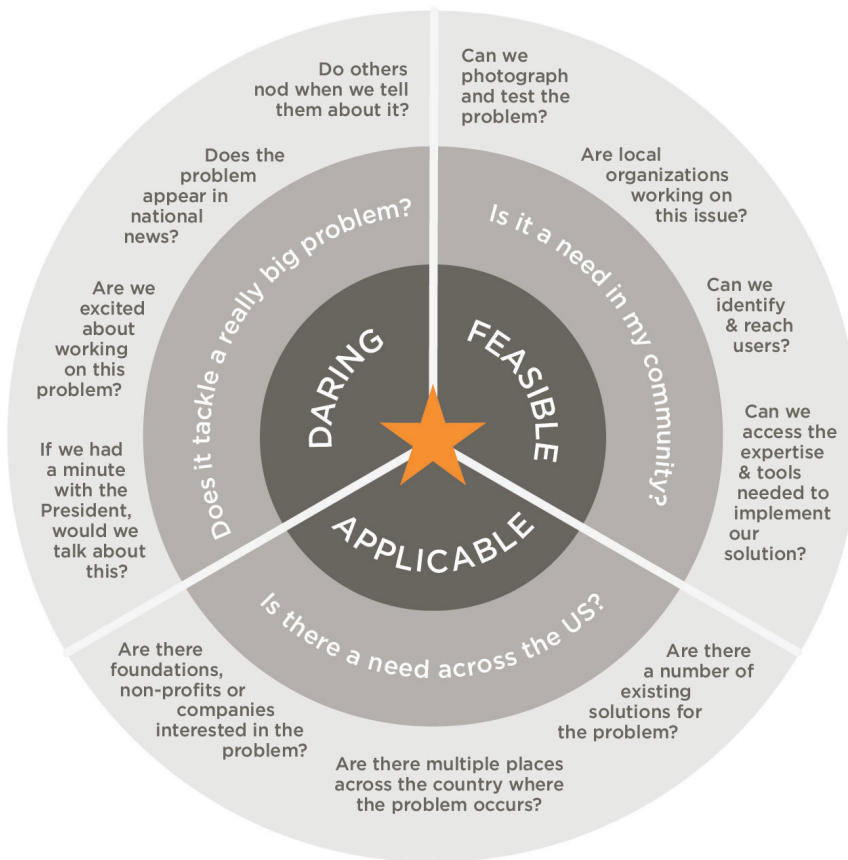 DARING
Does it tackle a really big problem?
Do others
nod when we tell
them about it?
Does the
problem
appear in
national
news?
Are we
excited
about
working
on this
problem?
If we had
a minute
with the
President,
would we
talk about
this?
FEASIBLE
Is it a need in my community?
Can we
photograph
and test the
problem?
Are local
organizations
working on
this issue?
Can we
identify
& reach
users?
Can we
access the
expertise
& tools
needed to
implement
our
solution?
APPLICABLE
Is there a need across the US?
Are there
foundations,
non-profits or
companies
interested in the
problem?
Are there multiple places
across the country where
the problem occurs?
Are there
a number of
existing
solutions for
the problem?